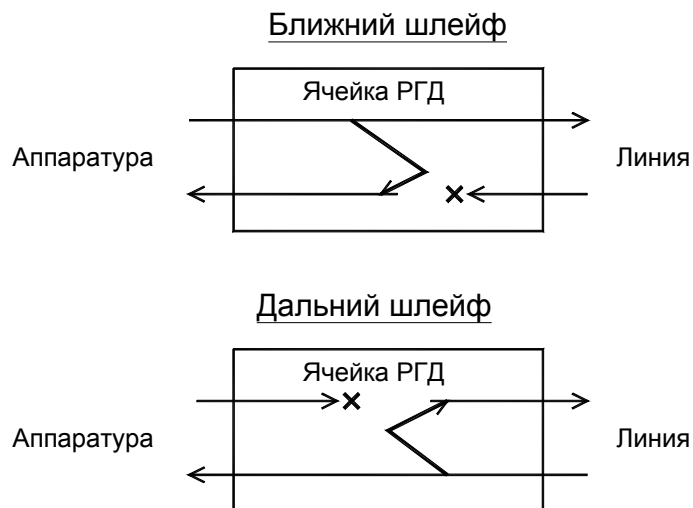 Ближний шлейф
Ячейка РГД
Аппаратура
Линия
Дальний шлейф
Ячейка РГД
Аппаратура
Линия